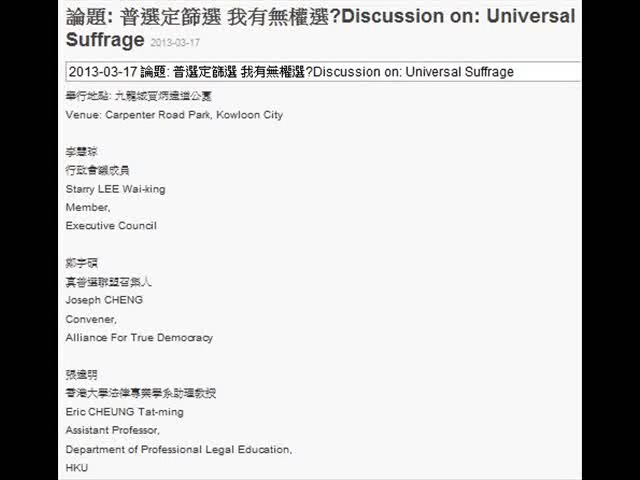 論題: 普選定篩選 我有無權選?Discussion on: Universal
Suffrage 2013-03-17
2013-03-17 論題: 普選定篩選 我有無權選?Discussion on: Universal Suffrage
舉行地點: 九龍城賈炳達道公園
Venue: Carpenter Road Park, Kowloon City
李慧琼
行政會議成員
Starry LEE Wai-king
Member,
Executive Council
鄭宇碩
真普選聯盟召集人
Joseph CHENG
Convener,
Alliance For True Democracy
張達明
香港大學法律專業學系助理教授
Eric CHEUNG Tat-ming
Assistant Professor,
Department of Professional Legal Education,
HKU